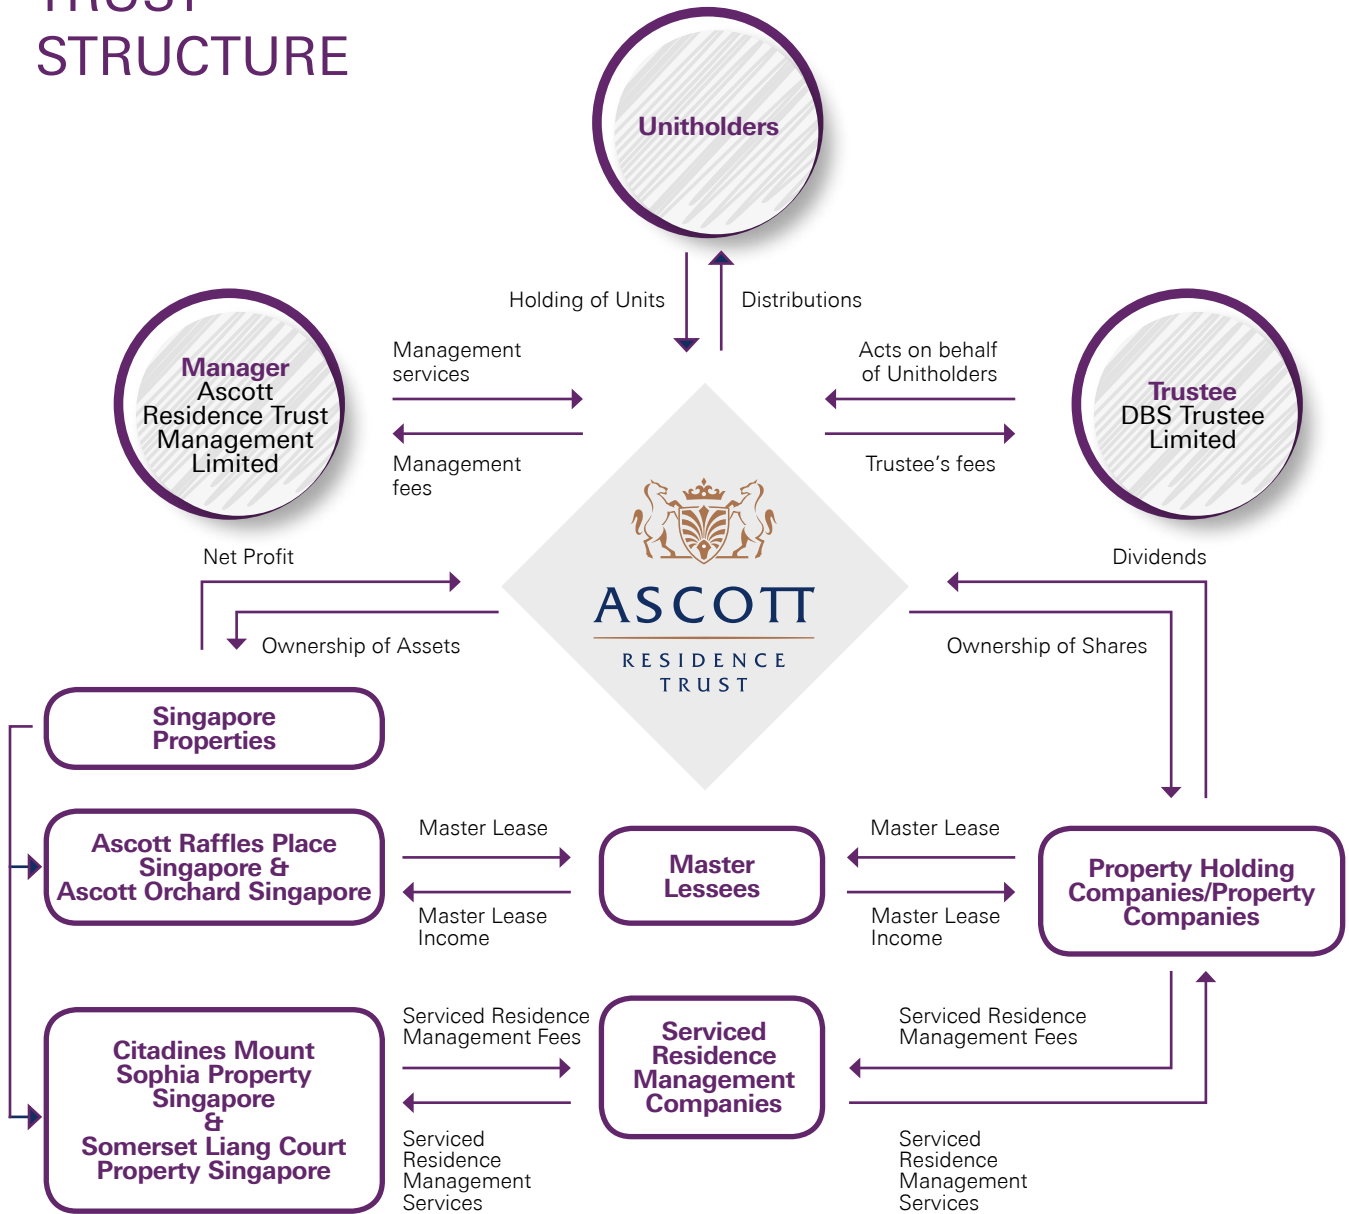 TRUST
STRUCTURE
Unitholders
Holding of Units
Distributions
Manager
Ascott
Residence Trust
Management
Limited
Management
services
Management
fees
Acts on behalf
of Unitholders
Trustee's fees
Trustee
DBS Trustee
Limited
ASCOTT
RESIDENCE
TRUST
Net Profit
Ownership of Assets
Dividends
Ownership of Shares
Singapore
Properties
Ascott Raffles Place
Singapore &
Ascott Orchard Singapore
Master Lease
Master Lease
Income
Master
Lessees
Master Lease
Master Lease
Income
Property Holding
Companies/Property
Companies
Citadines Mount
Sophia Property
Singapore
&
Somerset Liang Court
Property Singapore
Serviced Residence
Management Fees
Serviced
Residence
Management
Services
Serviced
Residence
Management
Companies
Serviced Residence
Management Fees
Serviced
Residence
Management
Services